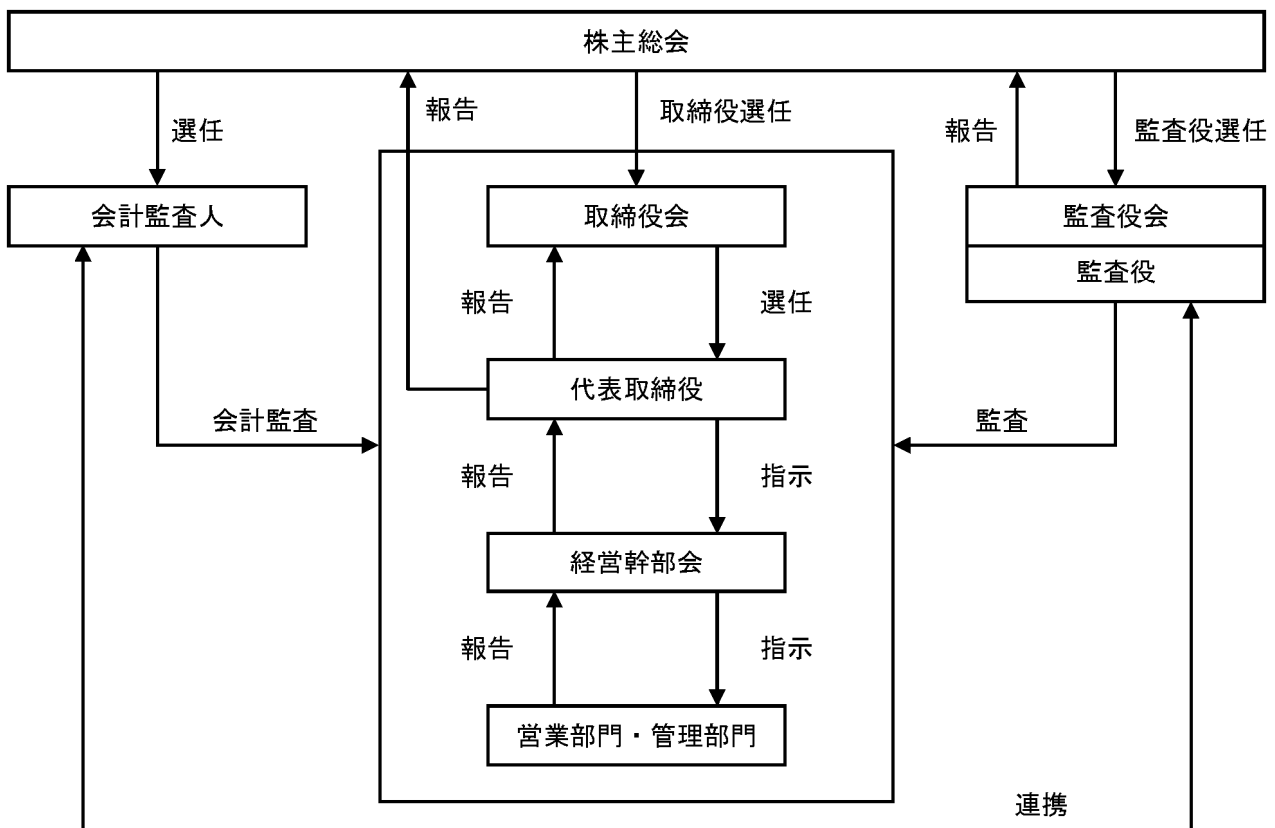 株主総会
選任
報告
取締役選任
報告
監査役選任
会計監査人
取締役会
監査役会
監査役
報告
選任
代表取締役
会計監査
監査
報告
指示
経営幹部会
報告
指示
営業部門・管理部門
連携